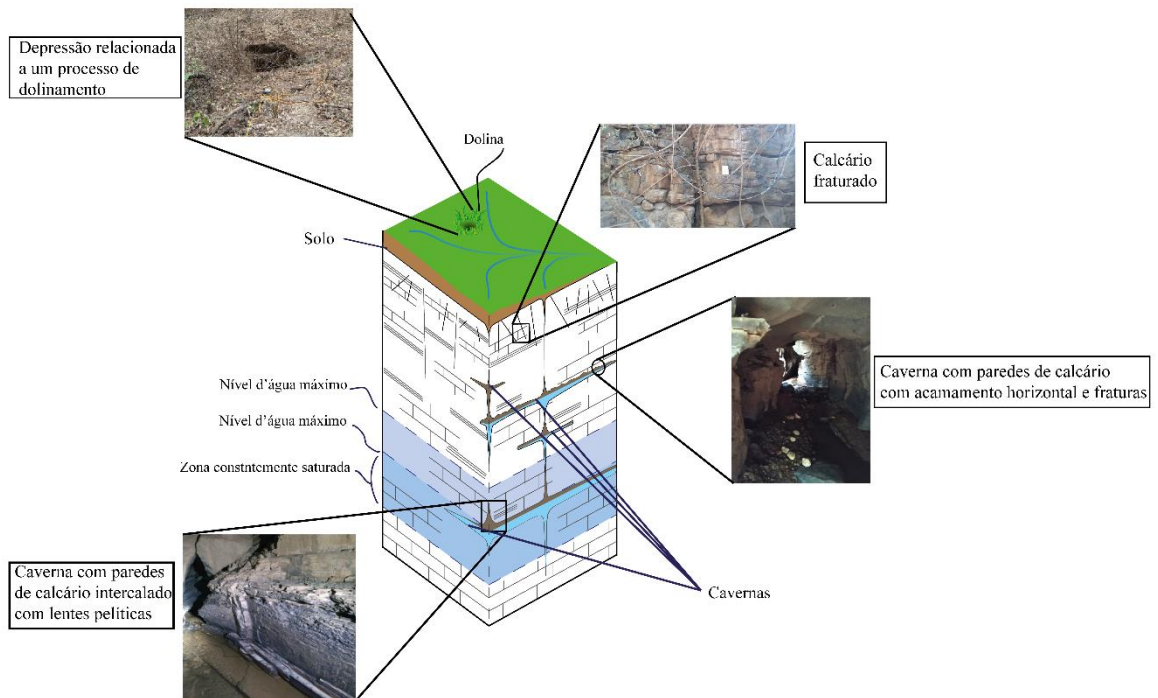 Depressão relacionada
a um processo de
dolinamento
Dolina
Calcário
fraturado
Solo
Nível d'água máximo
Nível d'água máximo
Zona constntemente saturada
Caverna com paredes de calcário
com acamamento horizontal e fraturas
Caverna com paredes
de calcário intercalado
com lentes pelíticas
Cavernas